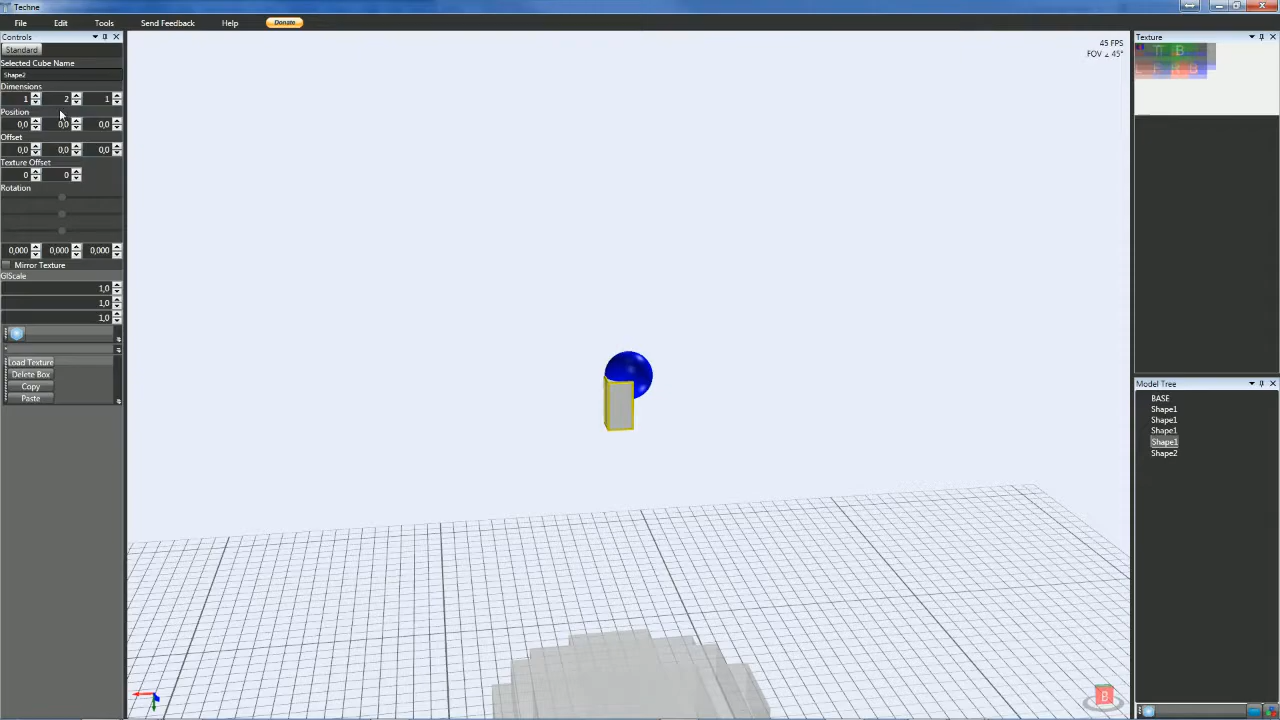 Techne
File Edit Tools Send Feedback Help Donate
Controls
Standard
Selected Cube Name
Shape2
Dimensions
1 2 1
Position
0,0 0,0 0,0
Offset
0,0 0,0 0,0
Texture Offset
0 0
Rotation
0,000 0,000 0,000
Mirror Texture
GlScale
1,0
1,0
1,0
Load Texture
Delete Box
Copy
Paste
45 FPS
FOV ∠ 45°
B
Texture
T B
L F R B
Model Tree
BASE
Shape1
Shape1
Shape1
Shape1
Shape2